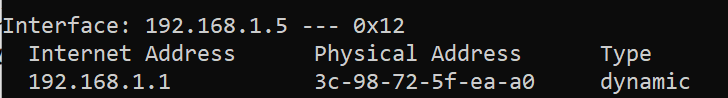 Interface: 192.168.1.5 --- 0x12
Internet Address Physical Address Type
192.168.1.1 3c-98-72-5f-ea-a0 dynamic